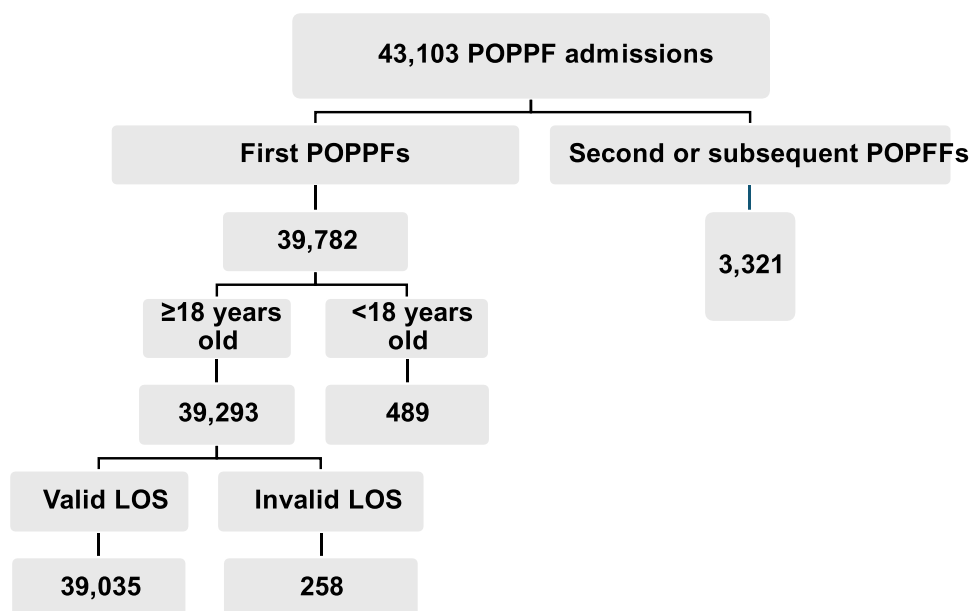 43,103 POPPF admissions
First POPPFs
Second or subsequent POPFFs
39,782
3,321
≥18 years
old
<18 years
old
39,293
489
Valid LOS
Invalid LOS
39,035
258